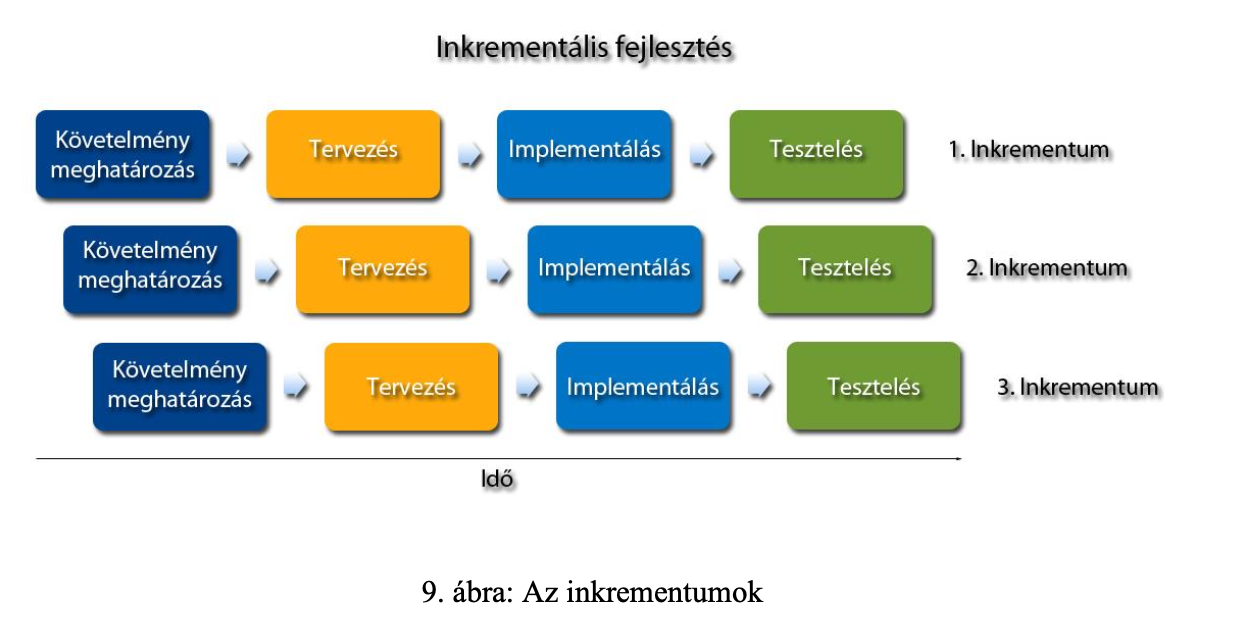 Inkrementális fejlesztés
Követelmény
meghatározás
Tervezés
Implementálás
Tesztelés
1. Inkrementum
Követelmény
meghatározás
Tervezés
Implementálás
Tesztelés
2. Inkrementum
Követelmény
meghatározás
Tervezés
Implementálás
Tesztelés
3. Inkrementum
Idő
9. ábra: Az inkrementumok